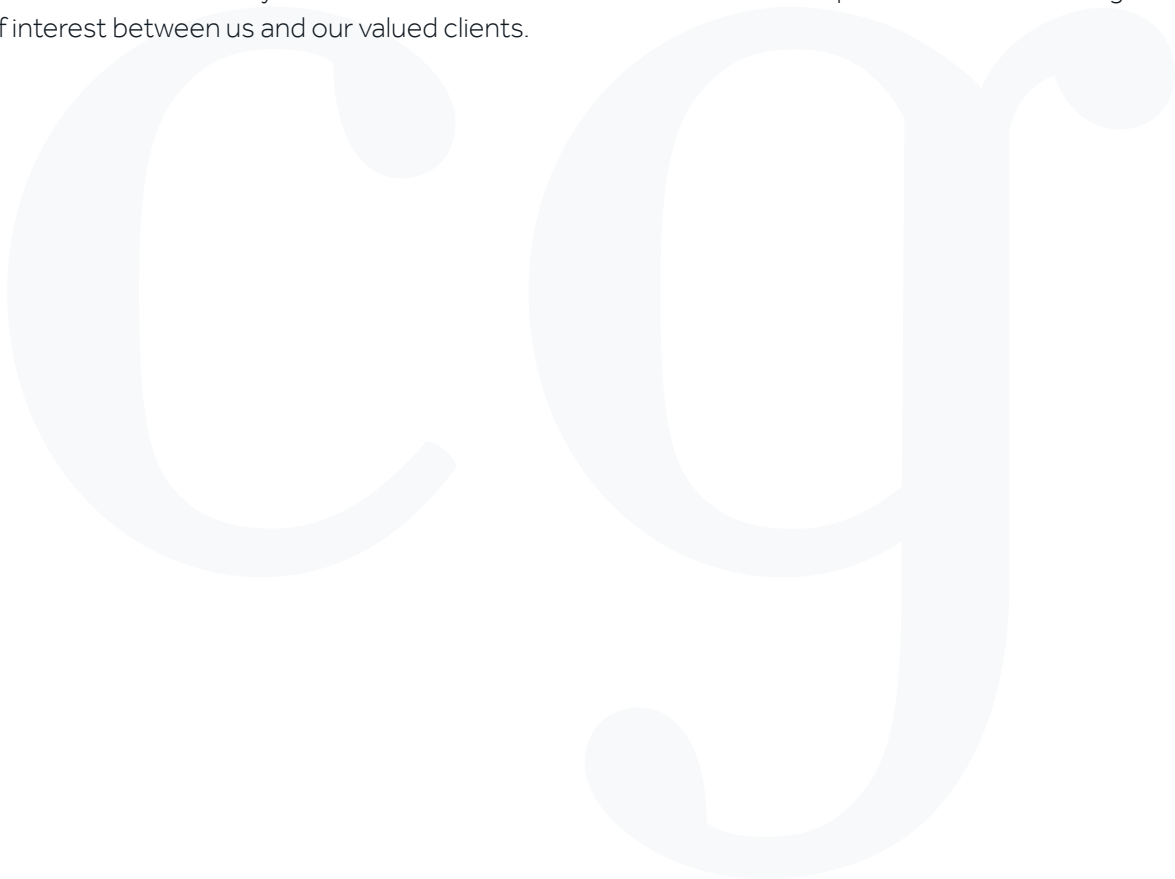 f interest between us and our valued clients.
cg